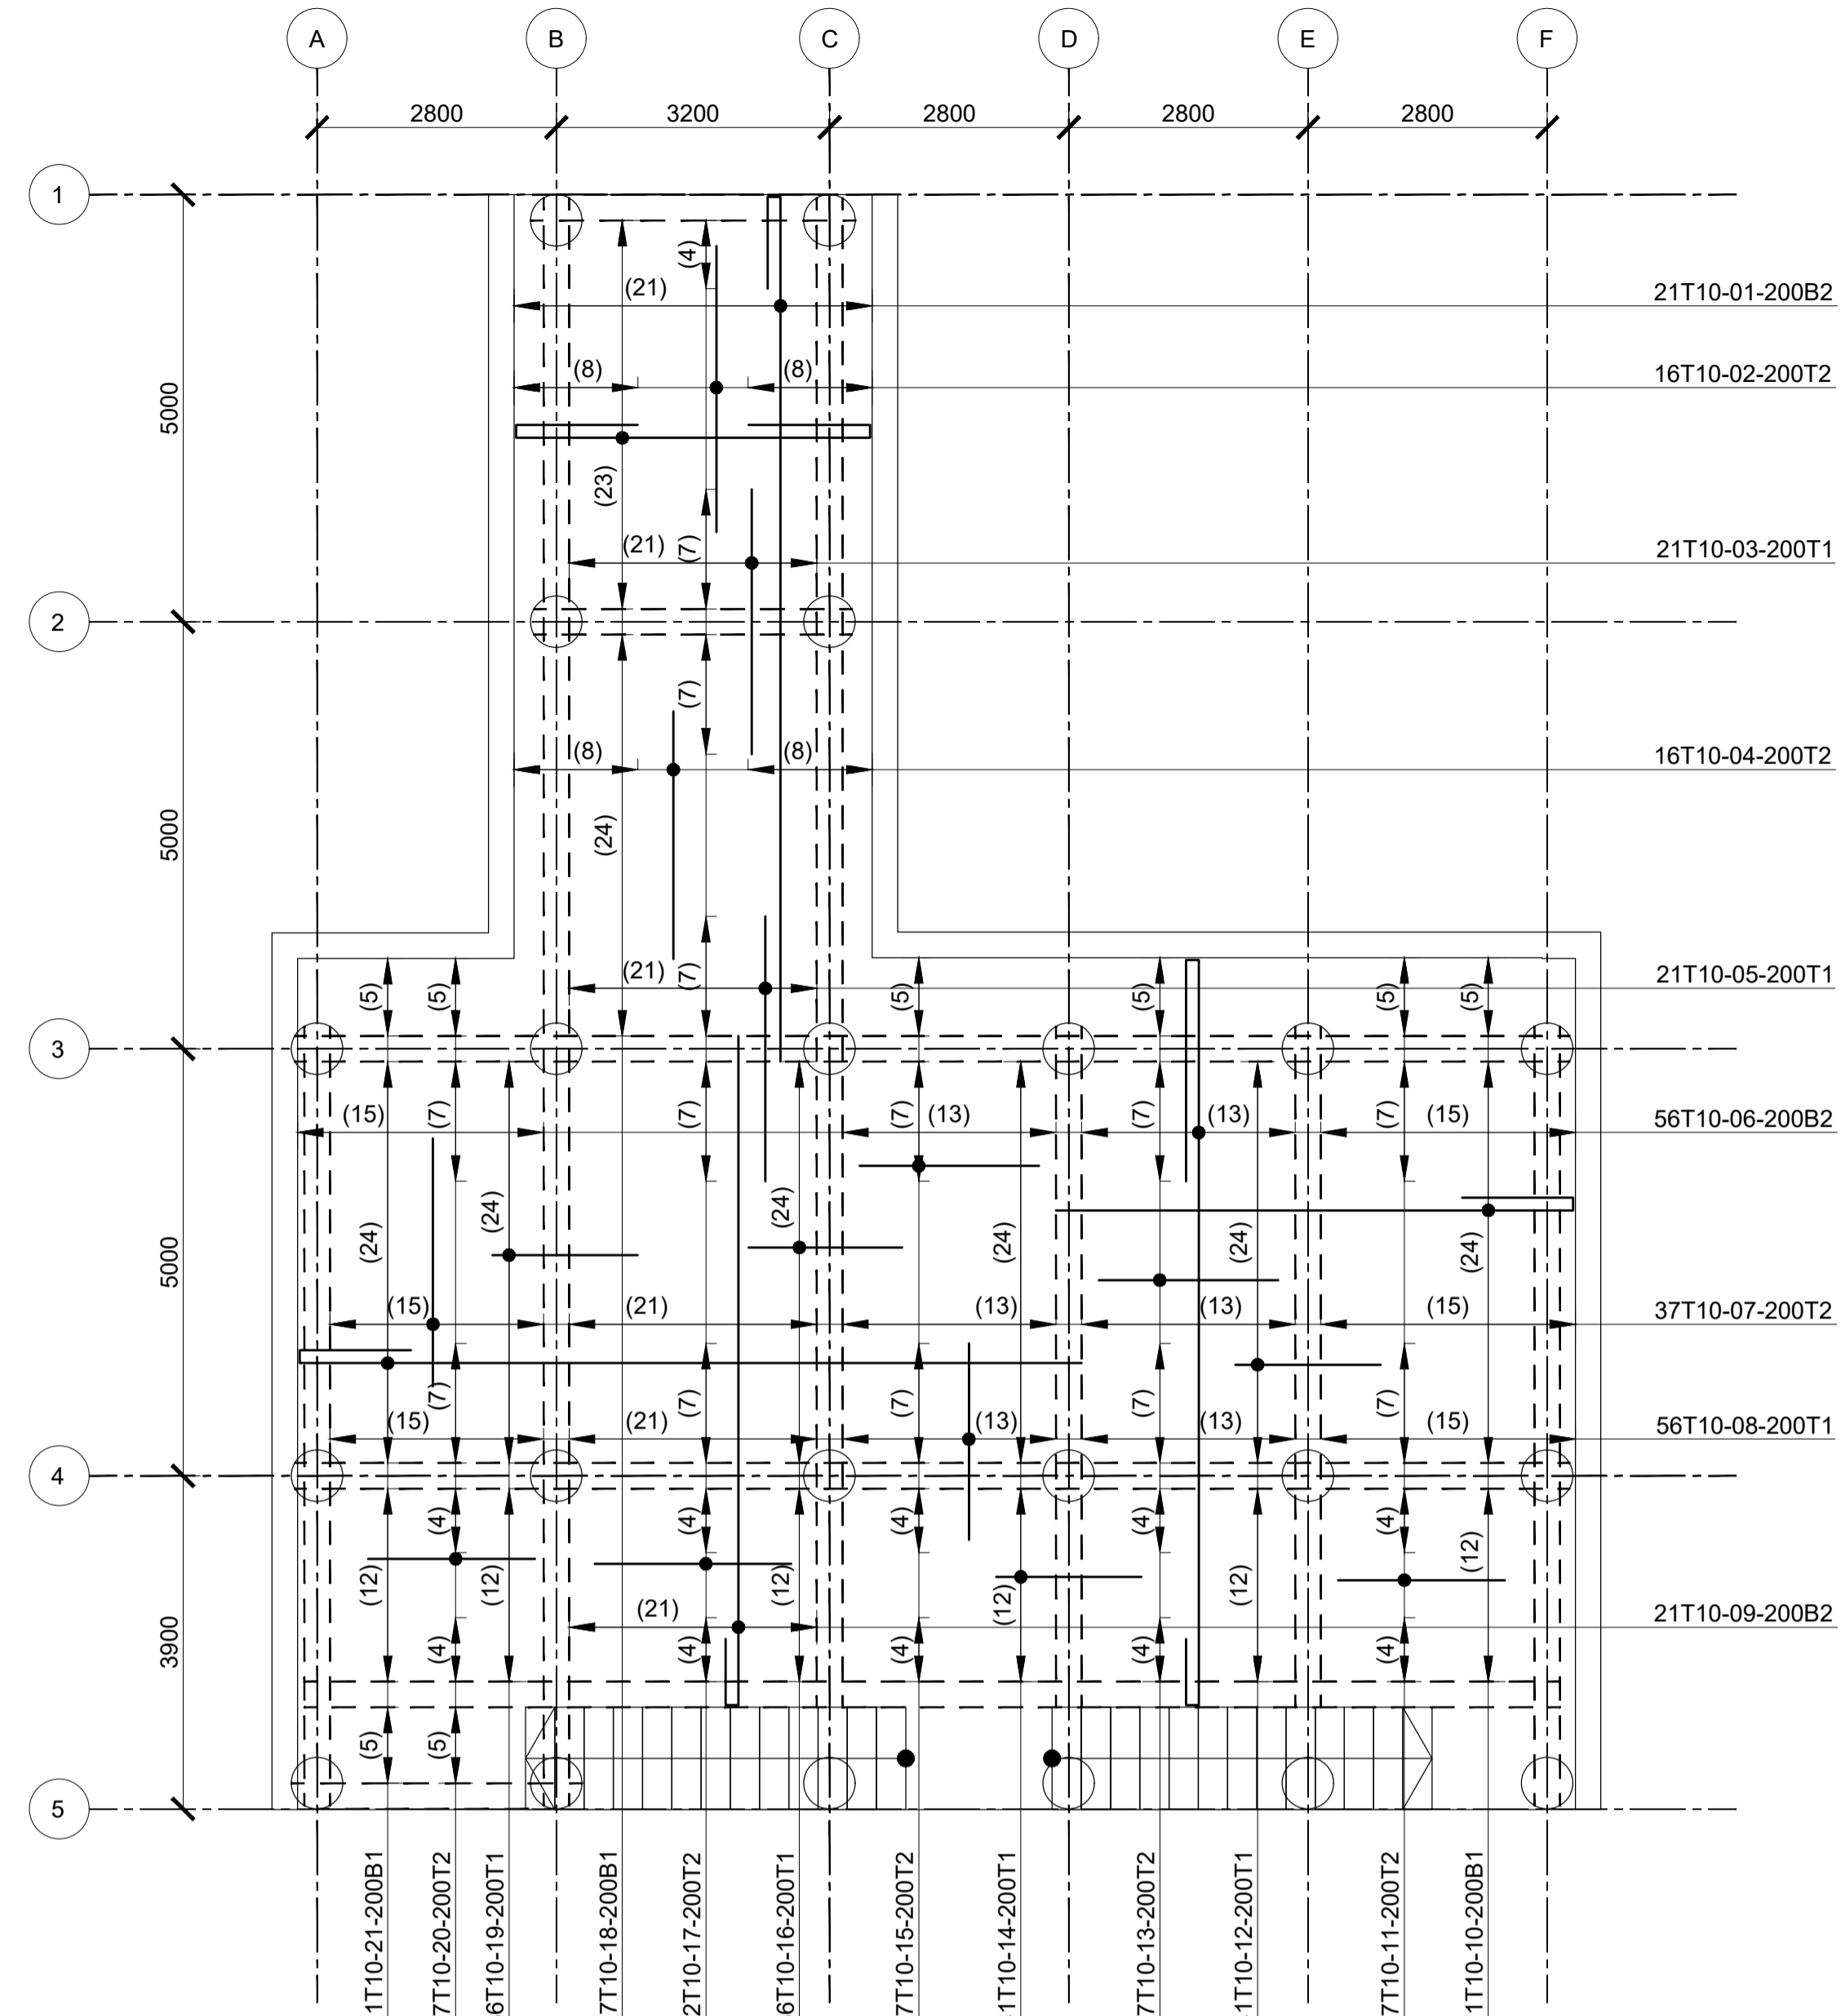 A B C D E F
2800 3200 2800 2800 2800
1
(4)
(21) 21T10-01-200B2
(8) (8) 16T10-02-200T2
5000
(23)
(21) (7) 21T10-03-200T1
2
(7)
(8) (8) 16T10-04-200T2
5000 (24)
(21) (7) 21T10-05-200T1
(5) (5) (5) (5) (5) (5)
3
(15) (7) (7) (7) (13) (7) (13) (7) (15) 56T10-06-200B2
5000 (24) (24) (24) (24) (24) (24)
(15) (21) (13) (13) (15) 37T10-07-200T2
(7) (7) (7) (7) (7)
(15) (21) (13) (13) (15) 56T10-08-200T1
4
(4) (4) (4) (4) (4)
(12) (12) (12) (12) (12) (12)
(21) 21T10-09-200B2
3900 (4) (4) (4) (4) (4)
(5) (5)
5
1T10-21-200B1
7T10-20-200T2
6T10-19-200T1
7T10-18-200B1
2T10-17-200T2
6T10-16-200T1
7T10-15-200T2
1T10-14-200T1
7T10-13-200T2
1T10-12-200T1
7T10-11-200T2
1T10-10-200B1